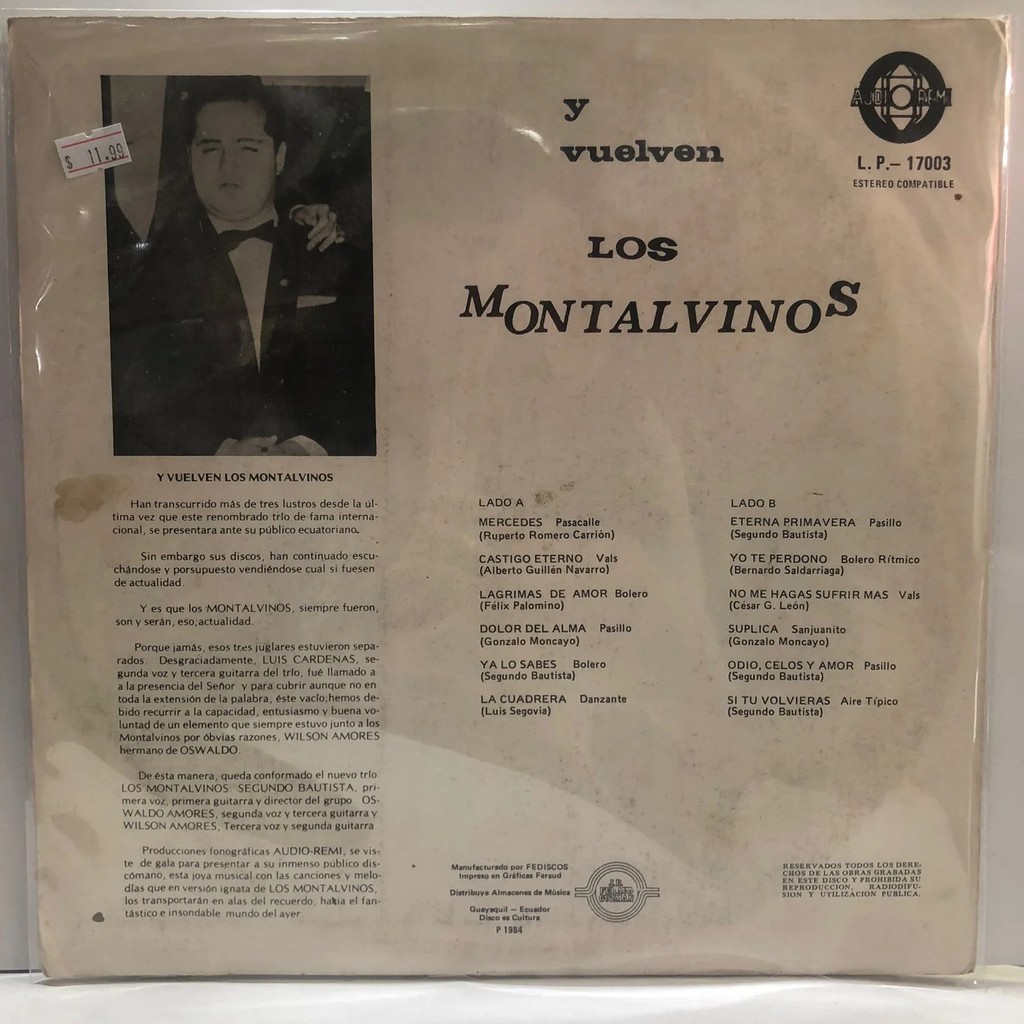 $ 11.99
y
vuelven
LOS
MONTALVINOS
AUDIO REMI
L. P.– 17003
ESTEREO COMPATIBLE
Y VUELVEN LOS MONTALVINOS
Han transcurrido más de tres lustros desde la úl-
tima vez que este renombrado trío de fama interna-
cional, se presentara ante su público ecuatoriano.
Sin embargo sus discos, han continuado escu-
chándose y porsupuesto vendiéndose cual si fuesen
de actualidad.
Y es que los MONTALVINOS, siempre fueron,
son y serán, eso,actualidad.
Porque jamás, esos tres juglares estuvieron sepa-
rados. Desgraciadamente, LUIS CARDENAS, se-
gunda voz y tercera guitarra del trío, fué llamado a
a la presencia del Señor y para cubrir aunque no en
toda la extensión de la palabra, éste vacío;hemos de-
bido recurrir a la capacidad, entusiasmo y buena vo-
luntad de un elemento que siempre estuvo junto a los
Montalvinos por óbvias razones, WILSON AMORES
hermano de OSWALDO.
De ésta manera, queda conformado el nuevo trío
LOS MONTALVINOS: SEGUNDO BAUTISTA, pri-
mera voz, primera guitarra y director del grupo OS-
WALDO AMORES, segunda voz y tercera guitarra y
WILSON AMORES, Tercera voz y segunda guitarra
Producciones fonográficas AUDIO-REMI, se vis-
te de gala para presentar a su inmenso público dis-
cómano, esta joya musical con las canciones y melo-
días que en versión ignata de LOS MONTALVINOS,
los transportarán en alas del recuerdo, hatia el fan-
tástico e insondable mundo del ayer
LADO A
MERCEDES Pasacalle
(Ruperto Romero Carrión)
CASTIGO ETERNO Vals
(Alberto Guillén Navarro)
LAGRIMAS DE AMOR Bolero
(Félix Palomino)
DOLOR DEL ALMA Pasillo
(Gonzalo Moncayo)
YA LO SABES Bolero
(Segundo Bautista)
LA CUADRERA Danzante
(Luis Segovia)
LADO B
ETERNA PRIMAVERA Pasillo
(Segundo Bautista)
YO TE PERDONO Bolero Rítmico
(Bernardo Saldarriaga)
NO ME HAGAS SUFRIR MAS Vals
(César G. León)
SUPLICA Sanjuanito
(Gonzalo Moncayo)
ODIO, CELOS Y AMOR Pasillo
(Segundo Bautista)
SI TU VOLVIERAS Aire Típico
(Segundo Bautista)
Manufacturado por FEDISCOS
Impreso en Gráficas Feraud
Distribuye Almacenes de Música
Guayaquil – Ecuador
Disco es Cultura
P 1984
J.D.
FERAUD
GUZMAN
RESERVADOS TODOS LOS DERE-
CHOS DE LAS OBRAS GRABADAS
EN ESTE DISCO Y PROHIBIDA SU
REPRODUCCION, RADIODIFU-
SION Y UTILIZACION PUBLICA.